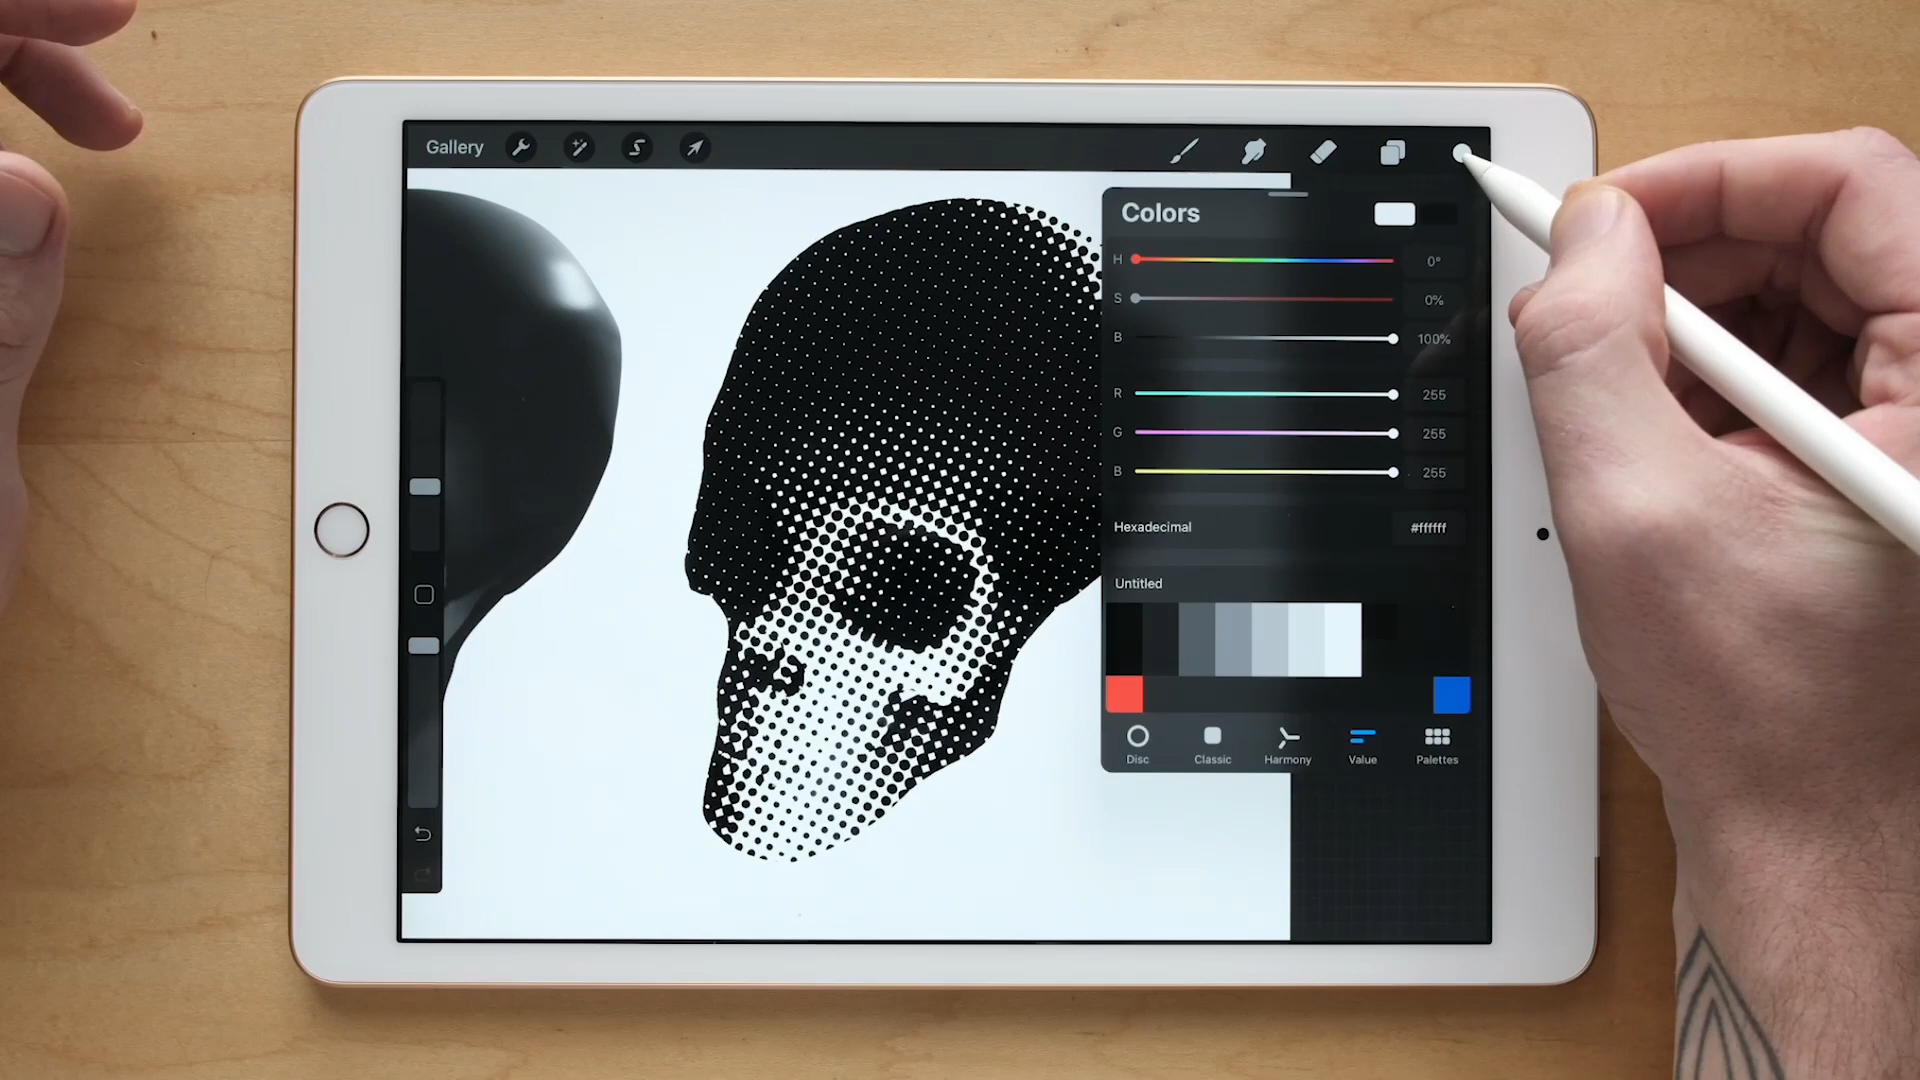 Gallery
Colors
H 0°
S 0%
B 100%
R 255
G 255
B 255
Hexadecimal #ffffff
Untitled
Disc Classic Harmony Value Palettes